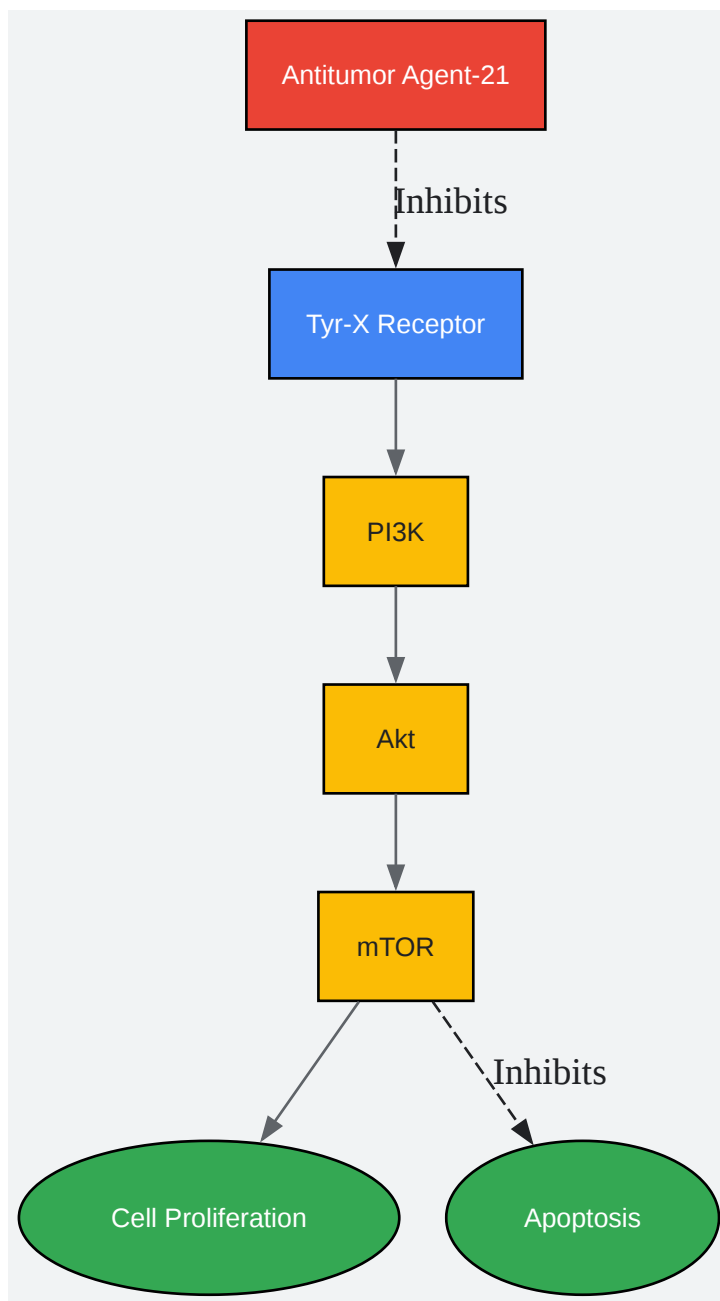 Antitumor Agent-21
Inhibits
Tyr-X Receptor
PI3K
Akt
mTOR
Inhibits
Cell Proliferation
Apoptosis